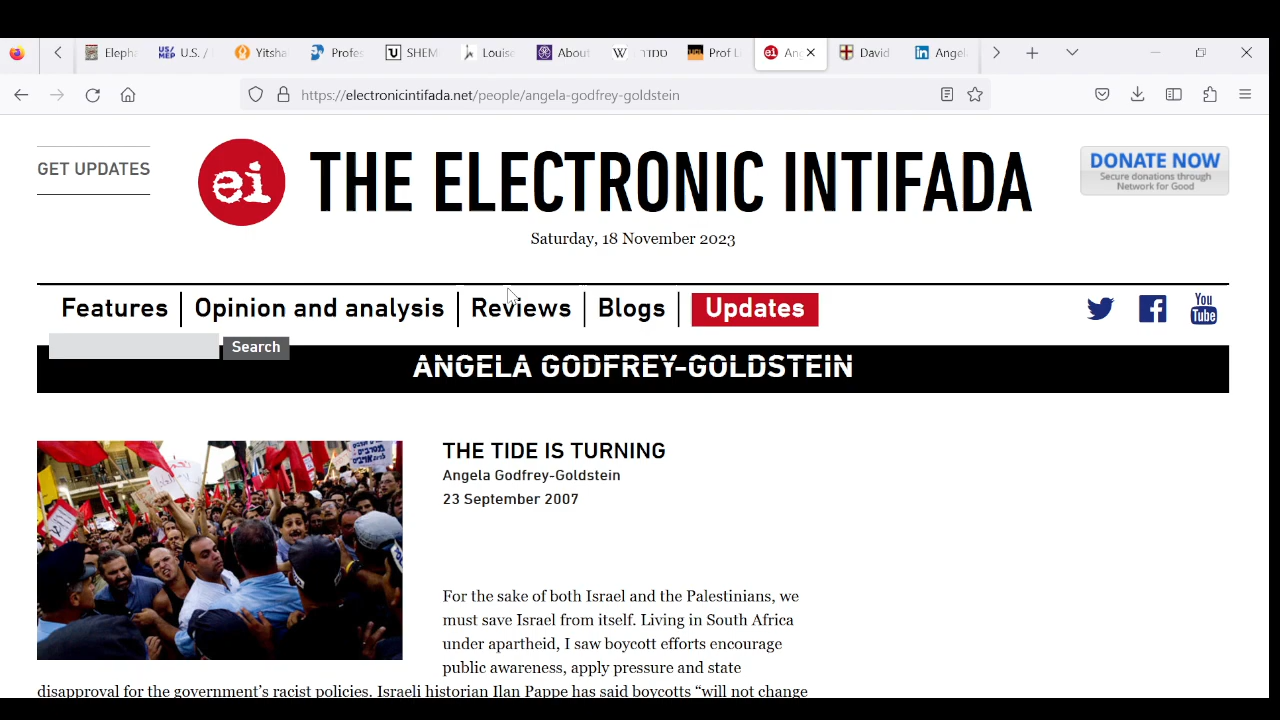 Eleph
U.S. /
Yitsha
Profes
SHEM
Louise
About
סתודר
Prof L
An
David
Angel
https://electronicintifada.net/people/angela-godfrey-goldstein
GET UPDATES
ei
THE ELECTRONIC INTIFADA
DONATE NOW
Secure donations through
Network for Good
Saturday, 18 November 2023
Features
Opinion and analysis
Reviews
Blogs
Updates
You
Tube
Search
ANGELA GODFREY-GOLDSTEIN
THE TIDE IS TURNING
Angela Godfrey-Goldstein
23 September 2007
For the sake of both Israel and the Palestinians, we
must save Israel from itself. Living in South Africa
under apartheid, I saw boycott efforts encourage
public awareness, apply pressure and state
disapproval for the government’s racist policies. Israeli historian Ilan Pappe has said boycotts “will not change